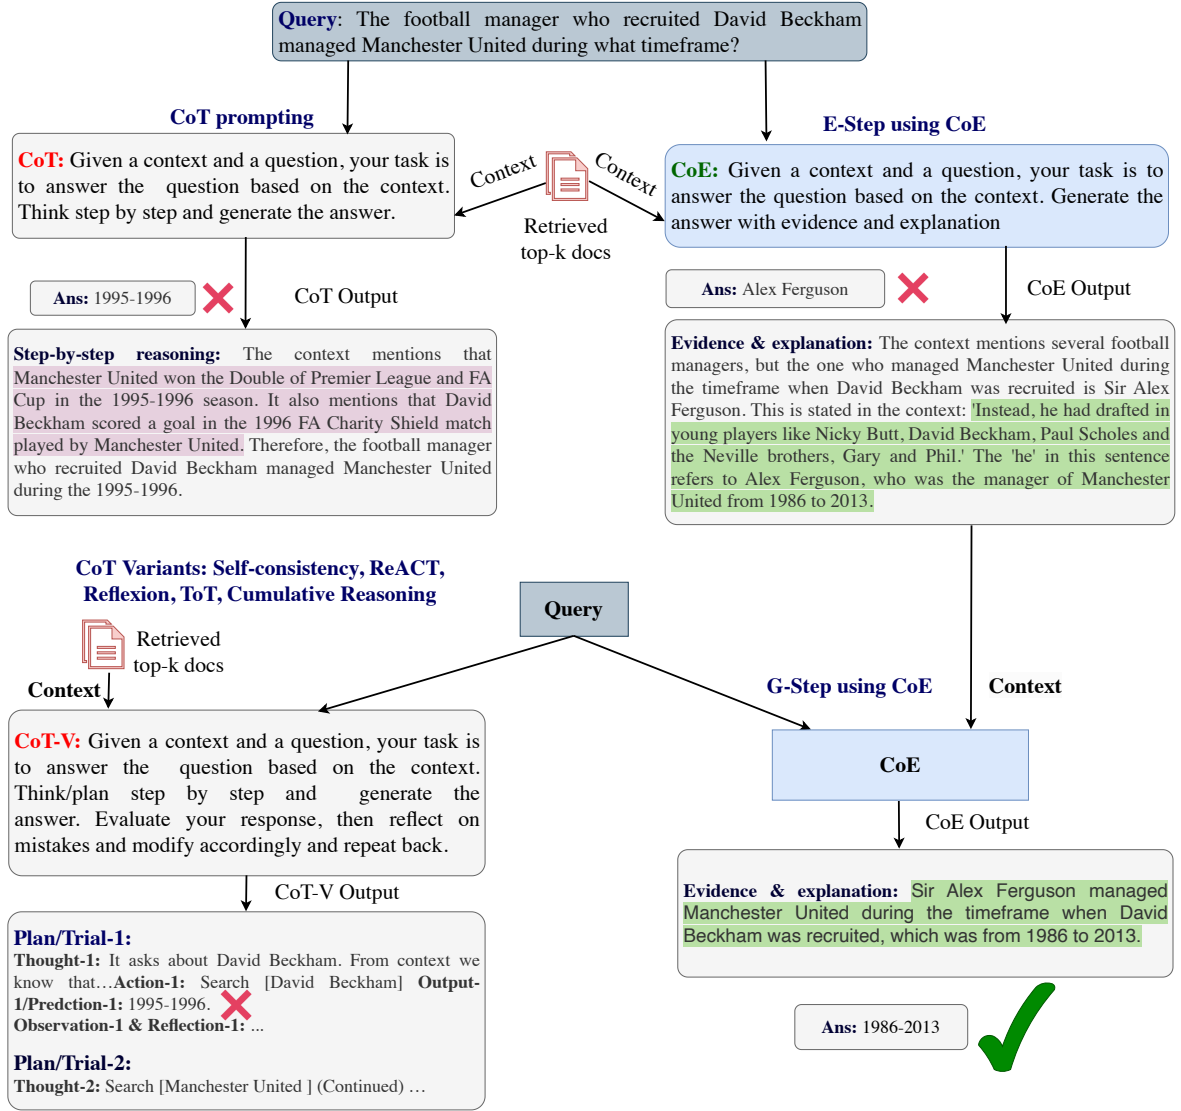 Query: The football manager who recruited David Beckham
managed Manchester United during what timeframe?
CoT prompting
CoT: Given a context and a question, your task is
to answer the question based on the context.
Think step by step and generate the answer.
Context
Context
Retrieved
top-k docs
E-Step using CoE
CoE: Given a context and a question, your task is to
answer the question based on the context. Generate the
answer with evidence and explanation
Ans: 1995-1996
CoT Output
Step-by-step reasoning: The context mentions that
Manchester United won the Double of Premier League and FA
Cup in the 1995-1996 season. It also mentions that David
Beckham scored a goal in the 1996 FA Charity Shield match
played by Manchester United. Therefore, the football manager
who recruited David Beckham managed Manchester United
during the 1995-1996.
Ans: Alex Ferguson
CoE Output
Evidence & explanation: The context mentions several football
managers, but the one who managed Manchester United during
the timeframe when David Beckham was recruited is Sir Alex
Ferguson. This is stated in the context: 'Instead, he had drafted in
young players like Nicky Butt, David Beckham, Paul Scholes and
the Neville brothers, Gary and Phil.' The 'he' in this sentence
refers to Alex Ferguson, who was the manager of Manchester
United from 1986 to 2013.
CoT Variants: Self-consistency, ReACT,
Reflexion, ToT, Cumulative Reasoning
Retrieved
top-k docs
Context
Query
CoT-V: Given a context and a question, your task is
to answer the question based on the context.
Think/plan step by step and generate the
answer. Evaluate your response, then reflect on
mistakes and modify accordingly and repeat back.
CoT-V Output
Plan/Trial-1:
Thought-1: It asks about David Beckham. From context we
know that…Action-1: Search [David Beckham] Output-
1/Predction-1: 1995-1996.
Observation-1 & Reflection-1: ...
Plan/Trial-2:
Thought-2: Search [Manchester United ] (Continued) …
G-Step using CoE
Context
CoE
CoE Output
Evidence & explanation: Sir Alex Ferguson managed
Manchester United during the timeframe when David
Beckham was recruited, which was from 1986 to 2013.
Ans: 1986-2013